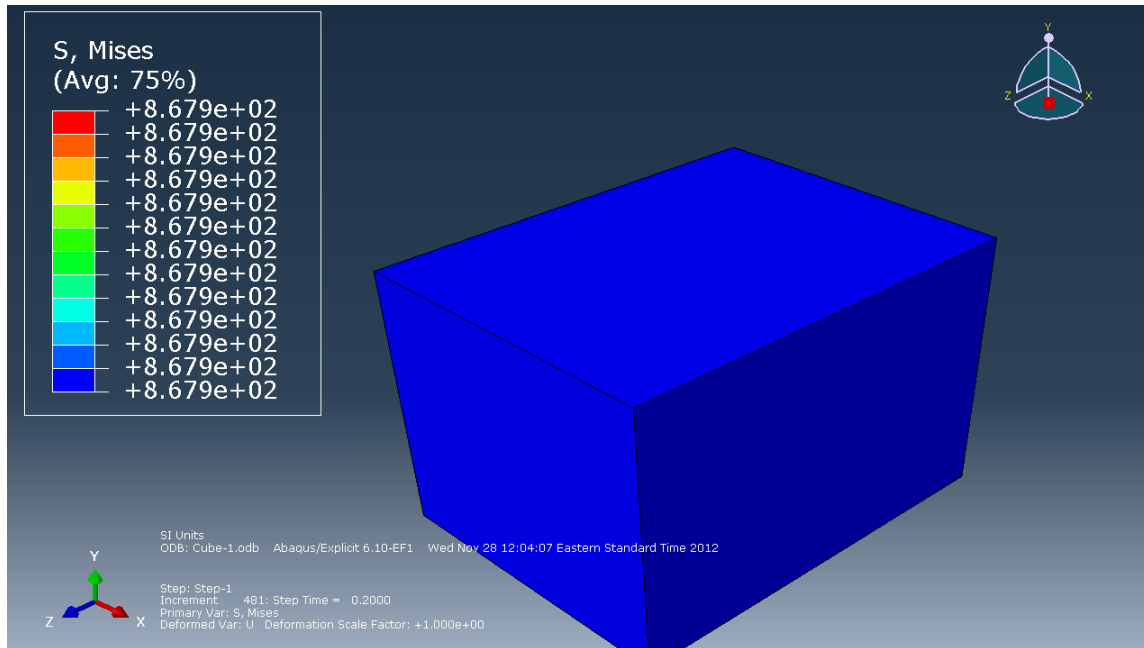 S, Mises
(Avg: 75%)
+8.679e+02
+8.679e+02
+8.679e+02
+8.679e+02
+8.679e+02
+8.679e+02
+8.679e+02
+8.679e+02
+8.679e+02
+8.679e+02
+8.679e+02
+8.679e+02
+8.679e+02
Y
Z
X
SI Units
ODB: Cube-1.odb    Abaqus/Explicit 6.10-EF1    Wed Nov 28 12:04:07 Eastern Standard Time 2012
Step: Step-1
Increment    481: Step Time =    0.2000
Primary Var: S, Mises
Deformed Var: U   Deformation Scale Factor: +1.000e+00
Y
Z
X